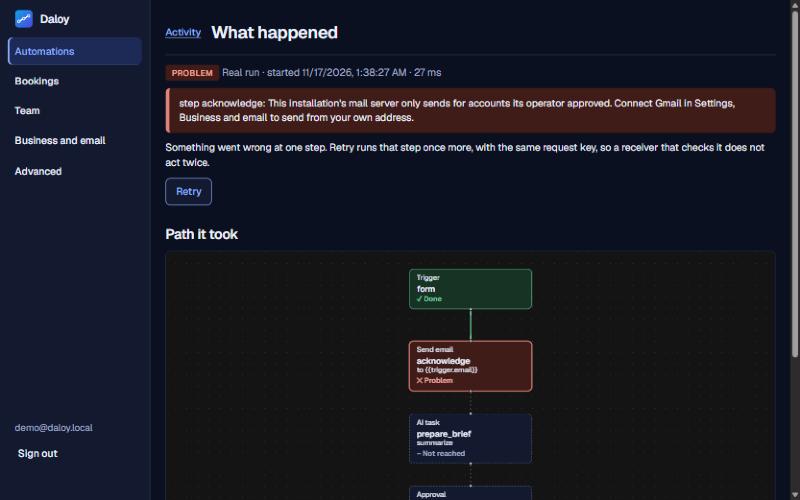 Daloy
Automations
Bookings
Team
Business and email
Advanced
demo@daloy.local
Sign out
Activity What happened
PROBLEM Real run · started 11/17/2026, 1:38:27 AM · 27 ms
step acknowledge: This installation's mail server only sends for accounts its operator approved. Connect Gmail in Settings,
Business and email to send from your own address.
Something went wrong at one step. Retry runs that step once more, with the same request key, so a receiver that checks it does not
act twice.
Retry
Path it took
Trigger
form
✓ Done
Send email
acknowledge
to {{trigger.email}}
✕ Problem
AI task
prepare_brief
summarize
– Not reached
Approval